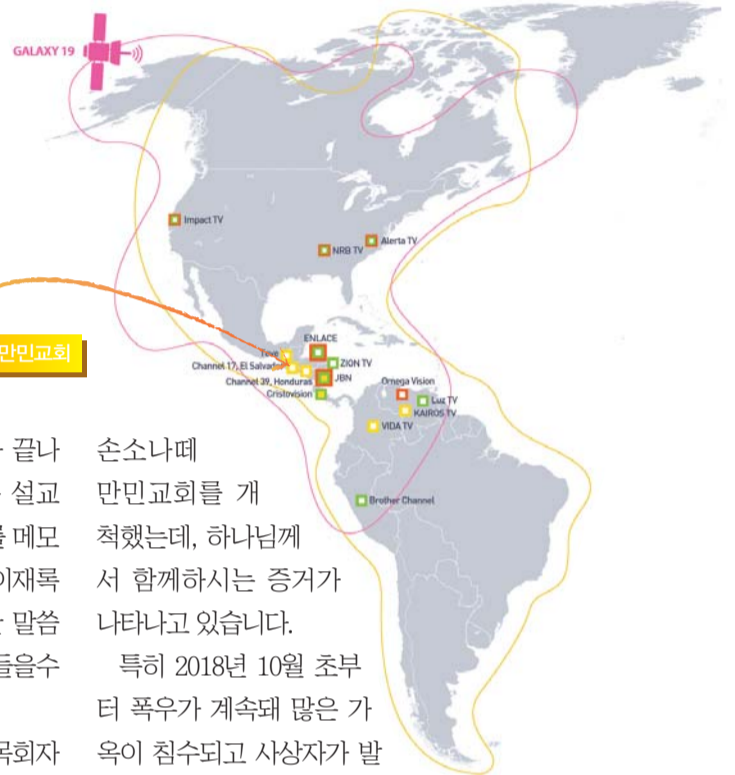 GALAXY 19
Impact TV
Alerta TV
NRB TV
ENLACE
ZION TV
Channel 17, El Salvador
JBN
Channel 39, Honduras
Cristovision
Omega Vision
Luz TV
KAIROS TV
VIDA TV
Brother Channel
만민교회
끝나
설교
메모
이재록
말씀
들을수
목회자
손소나떼
만민교회를 개
척했는데, 하나님께
서 함께하시는 증거가
나타나고 있습니다.
특히 2018년 10월 초부
터 폭우가 계속돼 많은 가
옥이 침수되고 사상자가 발